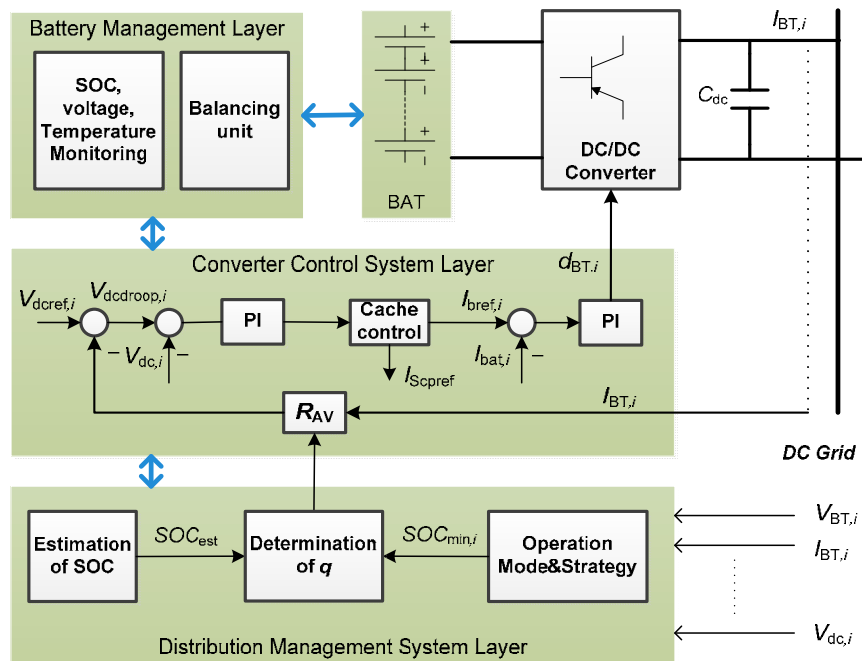 Battery Management Layer
SOC,
voltage,
Temperature
Monitoring
Balancing
unit
+
−
+
−
+
−
BAT
DC/DC
Converter
I_BT,i
C_dc
DC Grid
Converter Control System Layer
d_BT.i
V_dcref,i
V_dcdroop,i
−
V_dc,i
−
PI
Cache
control
I_Scpref
I_bref,i
I_bat,i
−
PI
R_AV
I_BT,i
Estimation
of SOC
SOC_est
Determination
of q
SOC_min,i
Operation
Mode&Strategy
Distribution Management System Layer
V_BT,i
I_BT,i
V_dc,i